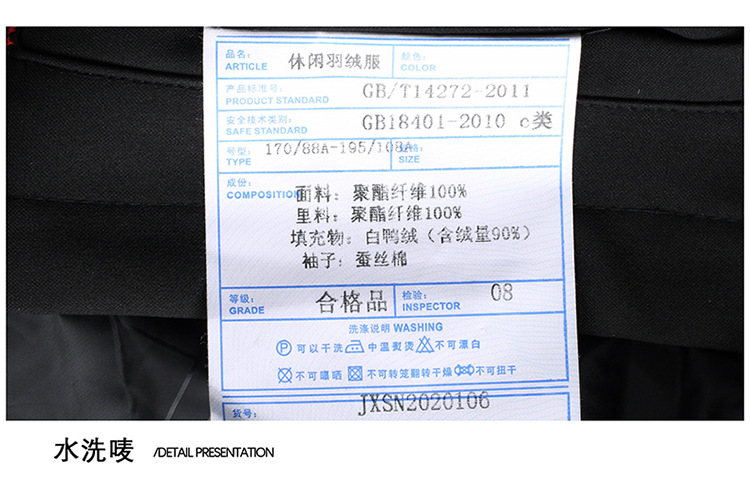 品名： 休闲羽绒服 颜色：
ARTICLE COLOR
产品标准号： GB/T14272-2011
PRODUCT STANDARD
安全技术类别： GB18401-2010 c类
SAFE STANDARD
号型： 170/88A-195/108A 规格：
TYPE SIZE
成份：
COMPOSITION 面料：聚酯纤维100%
里料：聚酯纤维100%
填充物：白鸭绒（含绒量90%）
袖子：蚕丝棉
等级： 合格品 检验： 08
GRADE INSPECTOR
洗涤说明 WASHING
P 可以干洗 中温熨烫 不可漂白
不可曝晒 不可转笼翻转干燥 不可扭干
货号： JXSN2020106
水洗唛 /DETAIL PRESENTATION